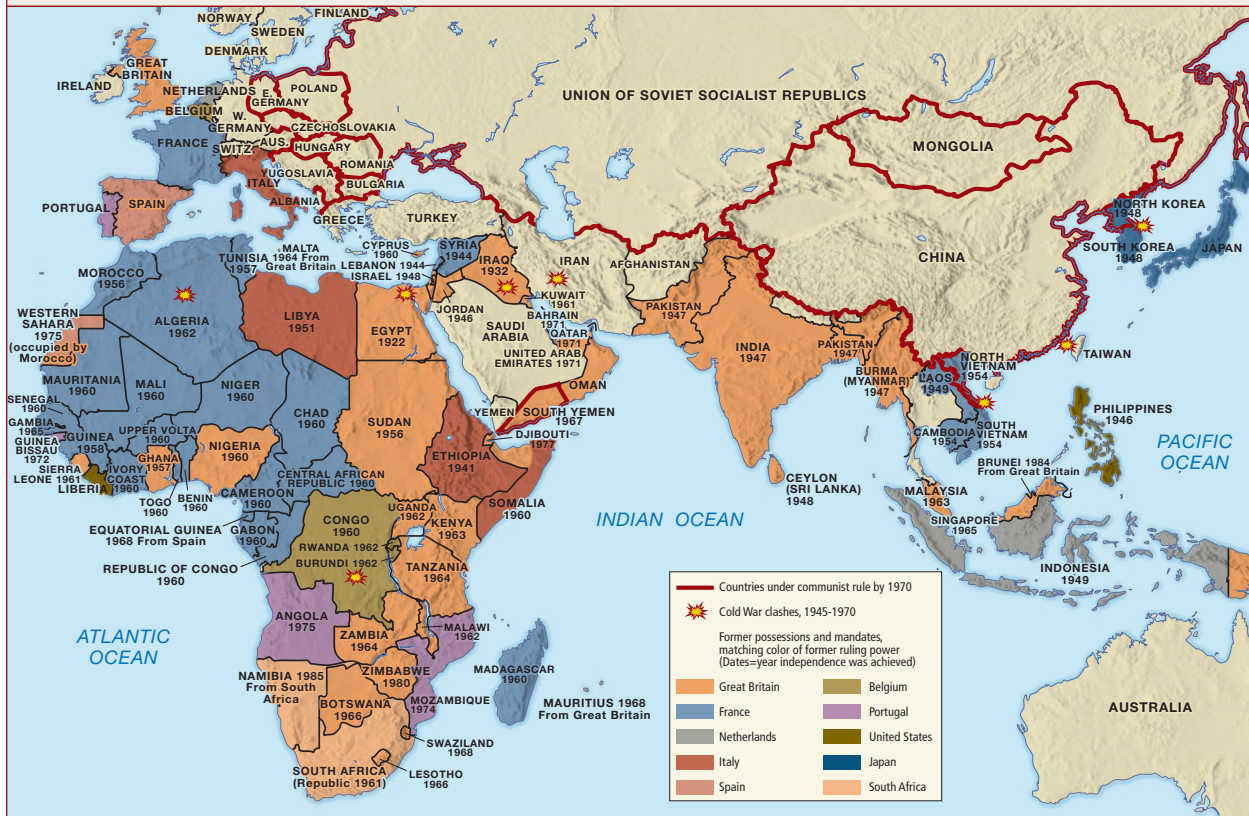 NORWAY
FINLAND
SWEDEN
DENMARK
GREAT
BRITAIN
IRELAND
NETHERLANDS
BELGIUM
E.
GERMANY
POLAND
W.
GERMANY
CZECHOSLOVAKIA
FRANCE
SWITZ.
AUS.
HUNGARY
ROMANIA
YUGOSLAVIA
BULGARIA
ITALY
ALBANIA
GREECE
PORTUGAL
SPAIN
TURKEY
UNION OF SOVIET SOCIALIST REPUBLICS
MONGOLIA
CHINA
NORTH KOREA
1948
SOUTH KOREA
1948
JAPAN
TAIWAN
MALTA
1964 From
Great Britain
CYPRUS
1960
LEBANON 1944
ISRAEL 1948
SYRIA
1944
IRAQ
1932
IRAN
AFGHANISTAN
KUWAIT
1961
BAHRAIN
1971
QATAR
1971
UNITED ARAB
EMIRATES 1971
JORDAN
1946
SAUDI
ARABIA
OMAN
YEMEN
SOUTH YEMEN
1967
DJIBOUTI
1977
PAKISTAN
1947
INDIA
1947
PAKISTAN
1947
BURMA
(MYANMAR)
1947
LAOS
1949
NORTH
VIETNAM
1954
CAMBODIA
1954
SOUTH
VIETNAM
1954
PHILIPPINES
1946
PACIFIC
OCEAN
CEYLON
(SRI LANKA)
1948
BRUNEI 1984
From Great Britain
MALAYSIA
1963
SINGAPORE
1965
INDONESIA
1949
INDIAN OCEAN
AUSTRALIA
MOROCCO
1956
TUNISIA
1957
ALGERIA
1962
LIBYA
1951
EGYPT
1922
WESTERN
SAHARA
1975
(occupied by
Morocco)
MAURITANIA
1960
MALI
1960
NIGER
1960
CHAD
1960
SUDAN
1956
SENEGAL
1960
GAMBIA
1965
GUINEA
BISSAU
1972
GUINEA
1958
UPPER VOLTA
1960
NIGERIA
1960
GHANA
1957
SIERRA
LEONE 1961
LIBERIA
IVORY
COAST
1960
TOGO
1960
BENIN
1960
CAMEROON
1960
CENTRAL AFRICAN
REPUBLIC 1960
ETHIOPIA
1941
SOMALIA
1960
EQUATORIAL GUINEA
1968 From Spain
GABON
1960
REPUBLIC OF CONGO
1960
CONGO
1960
RWANDA 1962
BURUNDI 1962
UGANDA
1962
KENYA
1963
TANZANIA
1964
ATLANTIC
OCEAN
ANGOLA
1975
ZAMBIA
1964
MALAWI
1962
NAMIBIA 1985
From South
Africa
ZIMBABWE
1980
BOTSWANA
1966
MOZAMBIQUE
1974
MADAGASCAR
1960
MAURITIUS 1968
From Great Britain
SWAZILAND
1968
SOUTH AFRICA
(Republic 1961)
LESOTHO
1966
Countries under communist rule by 1970
Cold War clashes, 1945-1970
Former possessions and mandates,
matching color of former ruling power
(Dates=year independence was achieved)
Great Britain
France
Netherlands
Italy
Spain
Belgium
Portugal
United States
Japan
South Africa